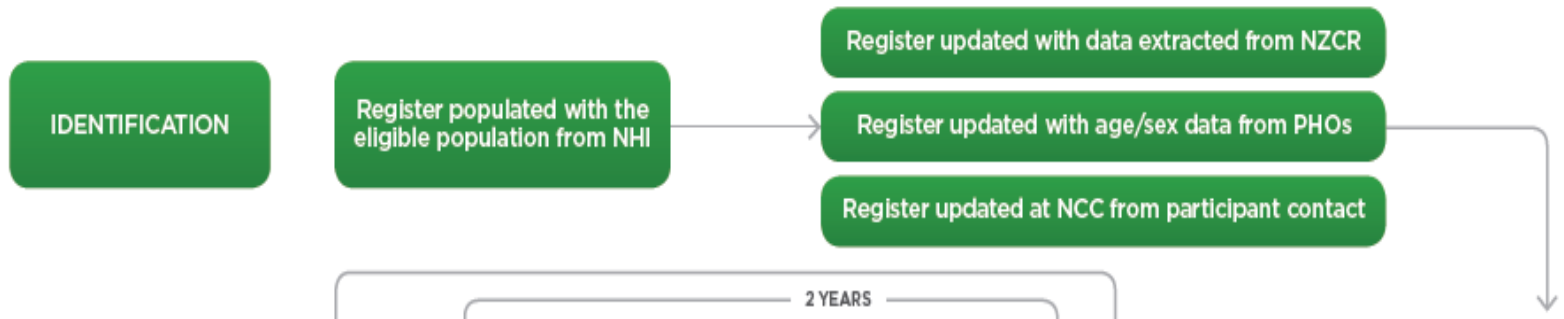 IDENTIFICATION
Register populated with the
eligible population from NHI
Register updated with data extracted from NZCR
Register updated with age/sex data from PHOs
Register updated at NCC from participant contact
2 YEARS